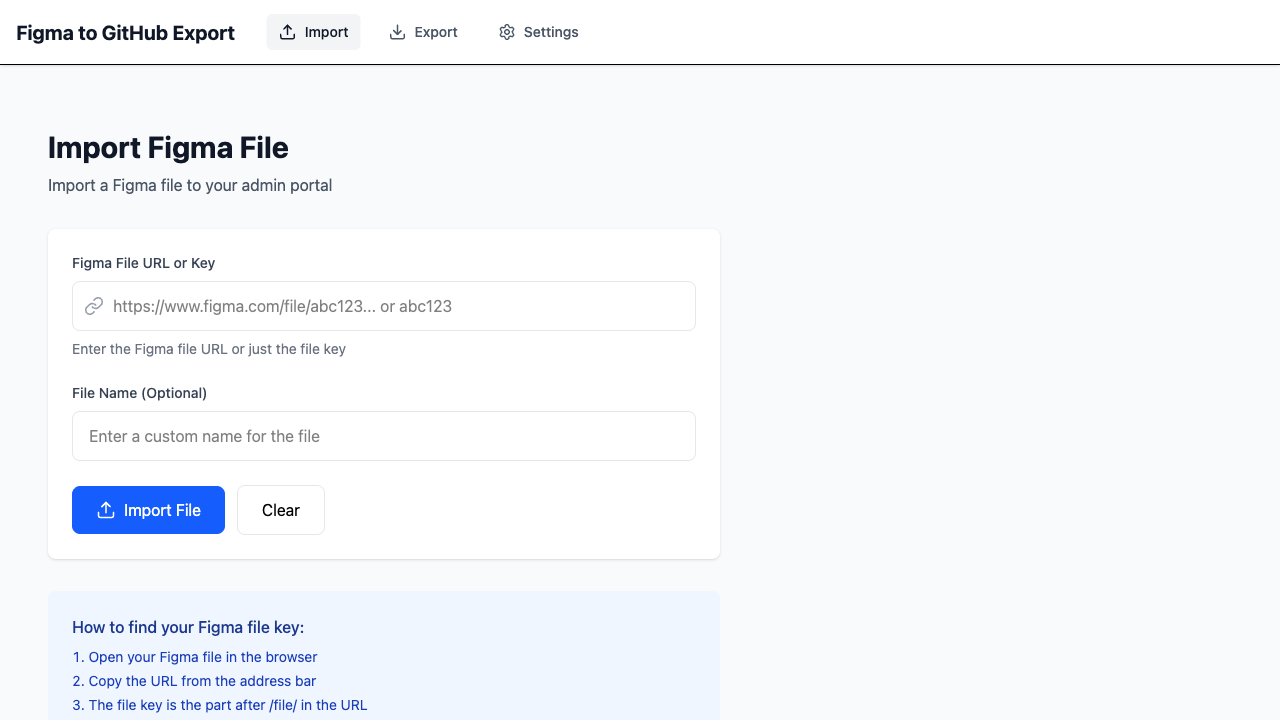 Figma to GitHub Export
Import
Export
Settings
Import Figma File
Import a Figma file to your admin portal
Figma File URL or Key
https://www.figma.com/file/abc123... or abc123
Enter the Figma file URL or just the file key
File Name (Optional)
Enter a custom name for the file
Import File
Clear
How to find your Figma file key:
1. Open your Figma file in the browser
2. Copy the URL from the address bar
3. The file key is the part after /file/ in the URL